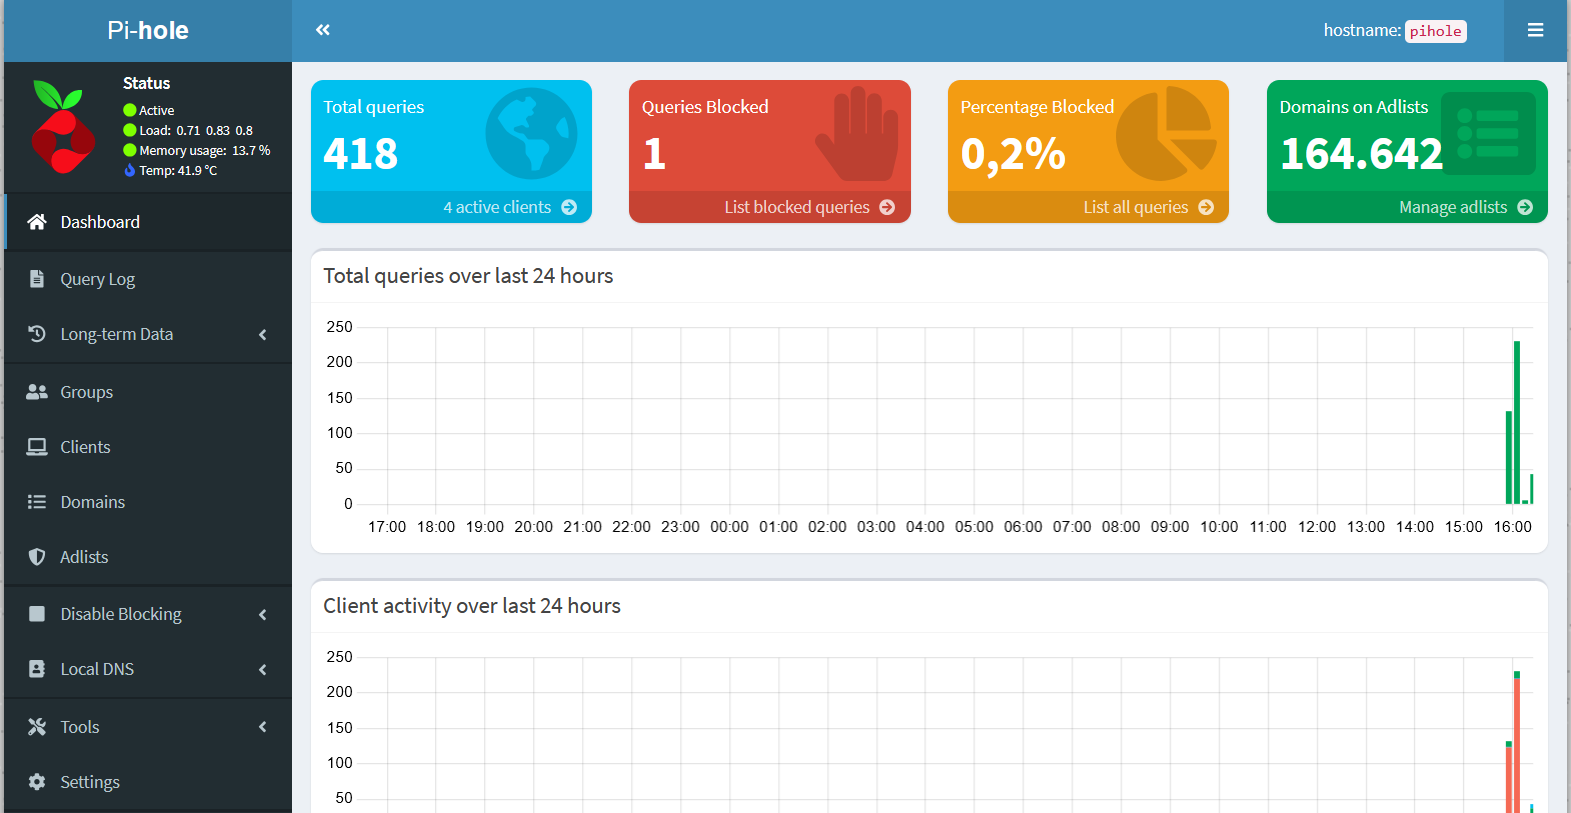 Pi-hole
hostname: pihole
Status
Active
Load: 0.71 0.83 0.8
Memory usage: 13.7 %
Temp: 41.9 °C
Dashboard
Query Log
Long-term Data
Groups
Clients
Domains
Adlists
Disable Blocking
Local DNS
Tools
Settings
Total queries
418
4 active clients
Queries Blocked
1
List blocked queries
Percentage Blocked
0,2%
List all queries
Domains on Adlists
164.642
Manage adlists
Total queries over last 24 hours
250
200
150
100
50
0
17:00 18:00 19:00 20:00 21:00 22:00 23:00 00:00 01:00 02:00 03:00 04:00 05:00 06:00 07:00 08:00 09:00 10:00 11:00 12:00 13:00 14:00 15:00 16:00
Client activity over last 24 hours
250
200
150
100
50